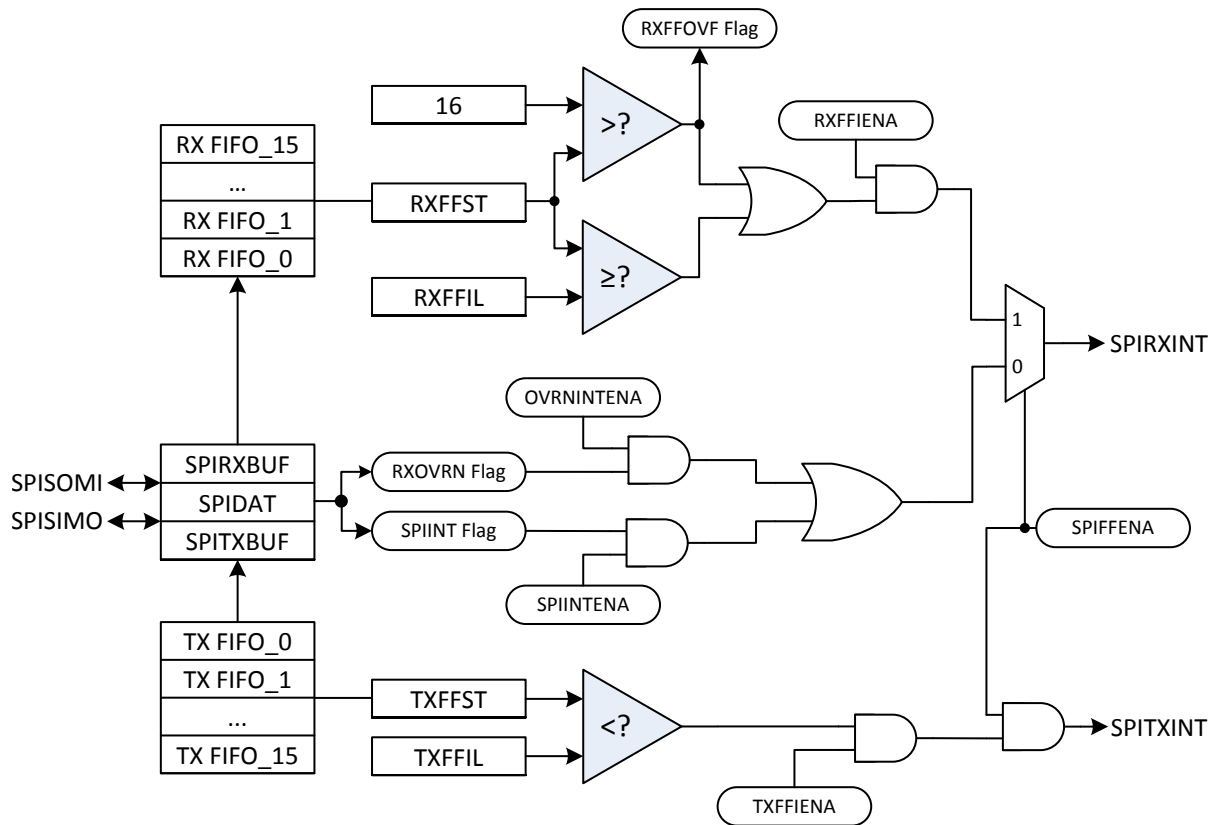 RXFFOVF Flag
16
>?
RXFFIENA
RX FIFO_15
...
RX FIFO_1
RX FIFO_0
RXFFST
RXFFIL
≥?
1
0
SPIRXINT
OVRNINTENA
SPISOMI
SPISIMO
SPIRXBUF
SPIDAT
SPITXBUF
RXOVRN Flag
SPIINT Flag
SPIINTENA
SPIFFENA
TX FIFO_0
TX FIFO_1
...
TX FIFO_15
TXFFST
TXFFIL
<?
TXFFIENA
SPITXINT